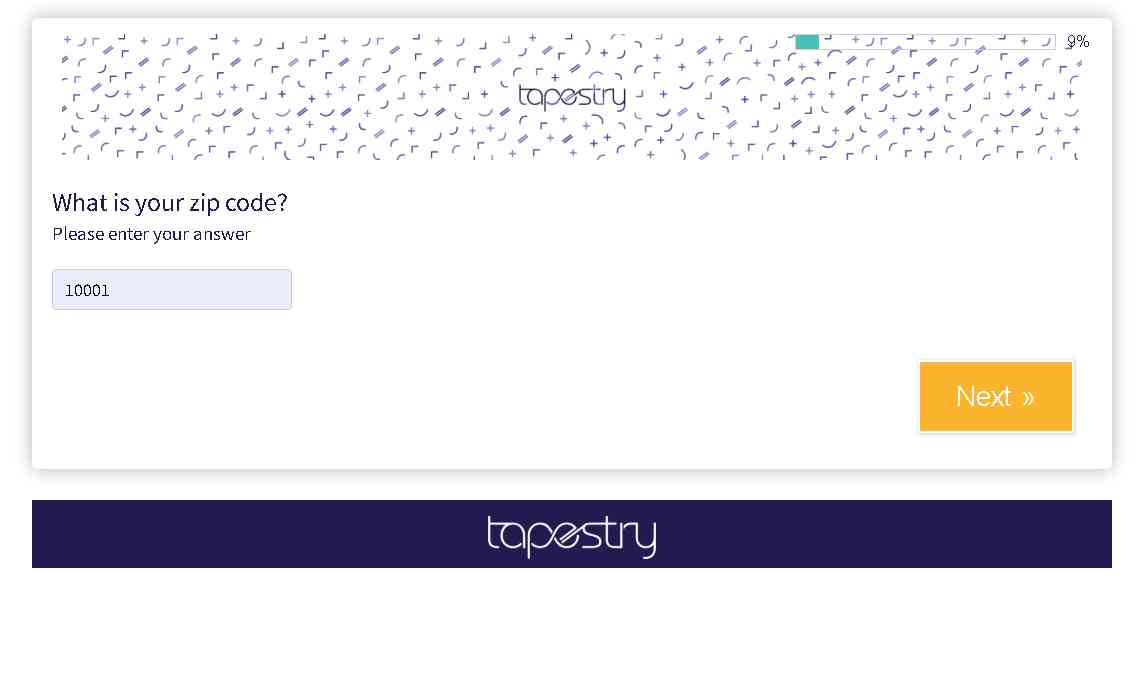 9%
tapestry
What is your zip code?
Please enter your answer
10001
Next »
tapestry